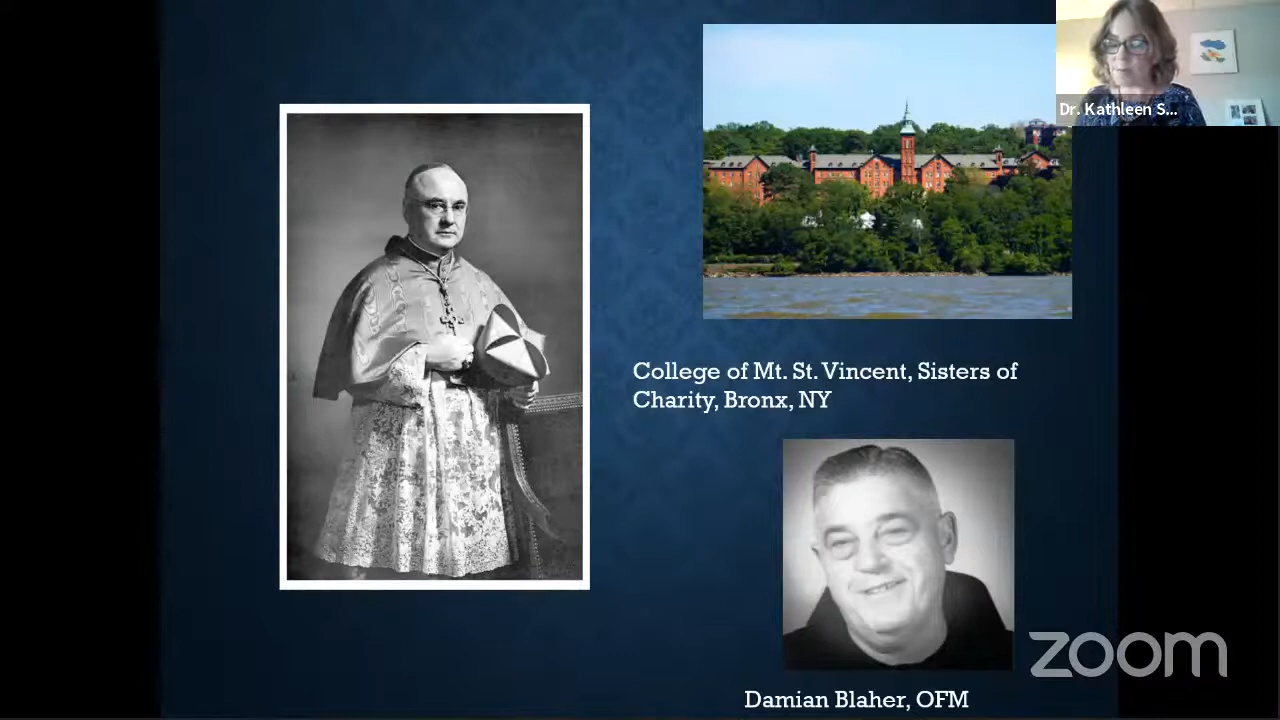 Dr. Kathleen S...
College of Mt. St. Vincent, Sisters of
Charity, Bronx, NY
zoom
Damian Blaher, OFM